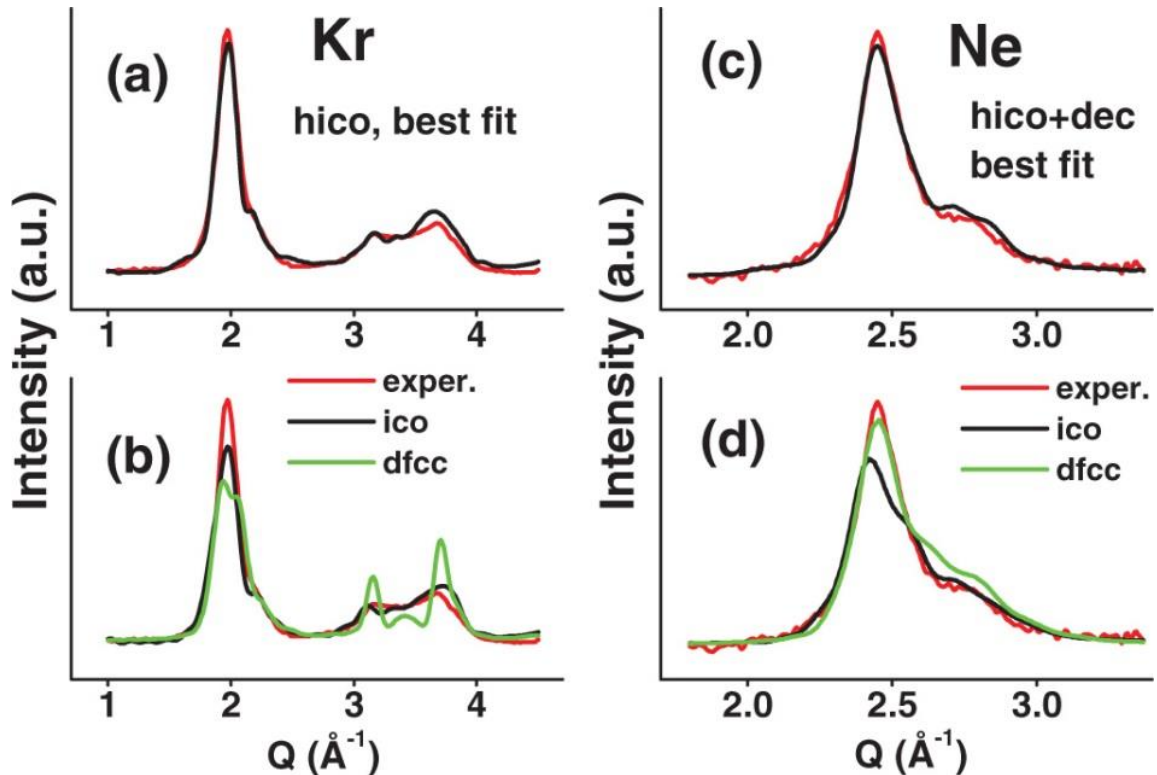 Kr
(a)
hico, best fit
Intensity (a.u.)
1 2 3 4
exper.
ico
dfcc
(b)
1 2 3 4
Q (Å⁻¹)
Ne
(c)
hico+dec
best fit
Intensity (a.u.)
2.0 2.5 3.0
exper.
ico
dfcc
(d)
2.0 2.5 3.0
Q (Å⁻¹)